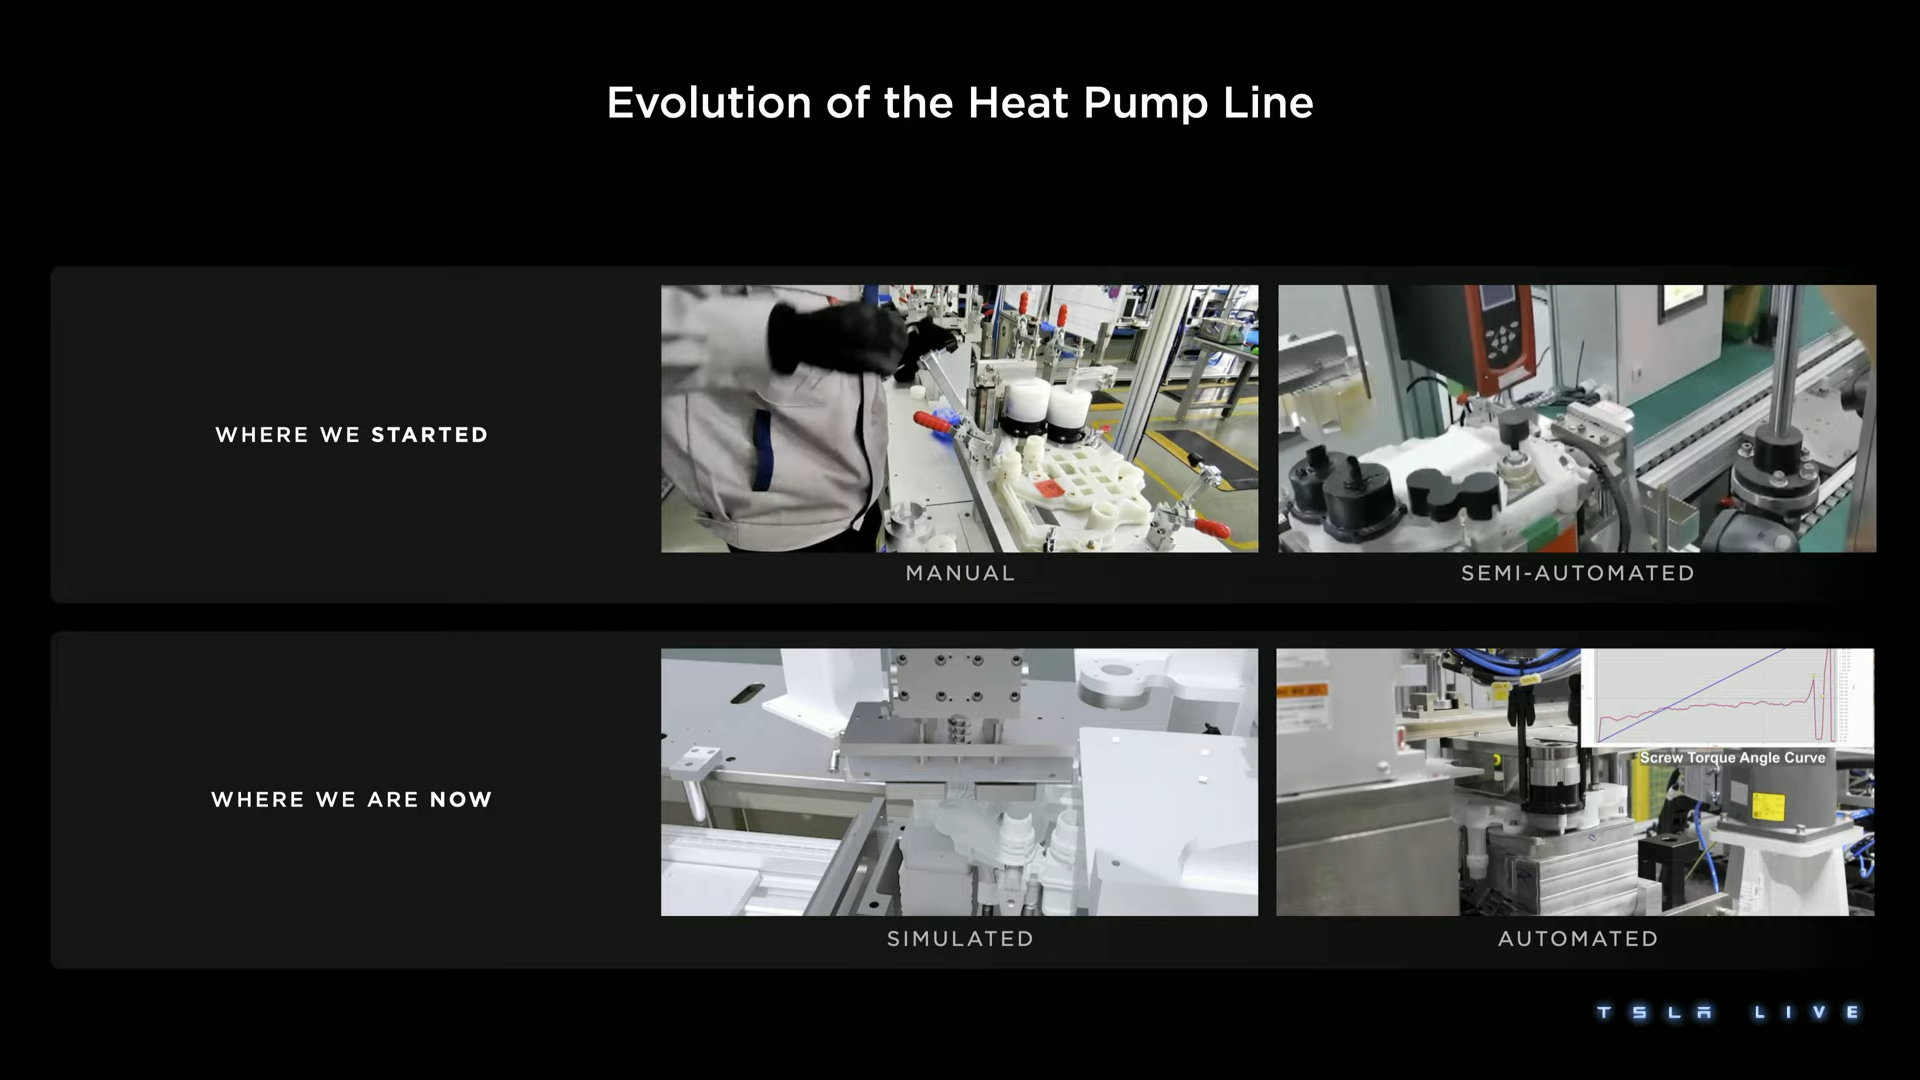 Evolution of the Heat Pump Line
WHERE WE STARTED
MANUAL
SEMI-AUTOMATED
WHERE WE ARE NOW
Screw Torque Angle Curve
SIMULATED
AUTOMATED
TSLA LIVE